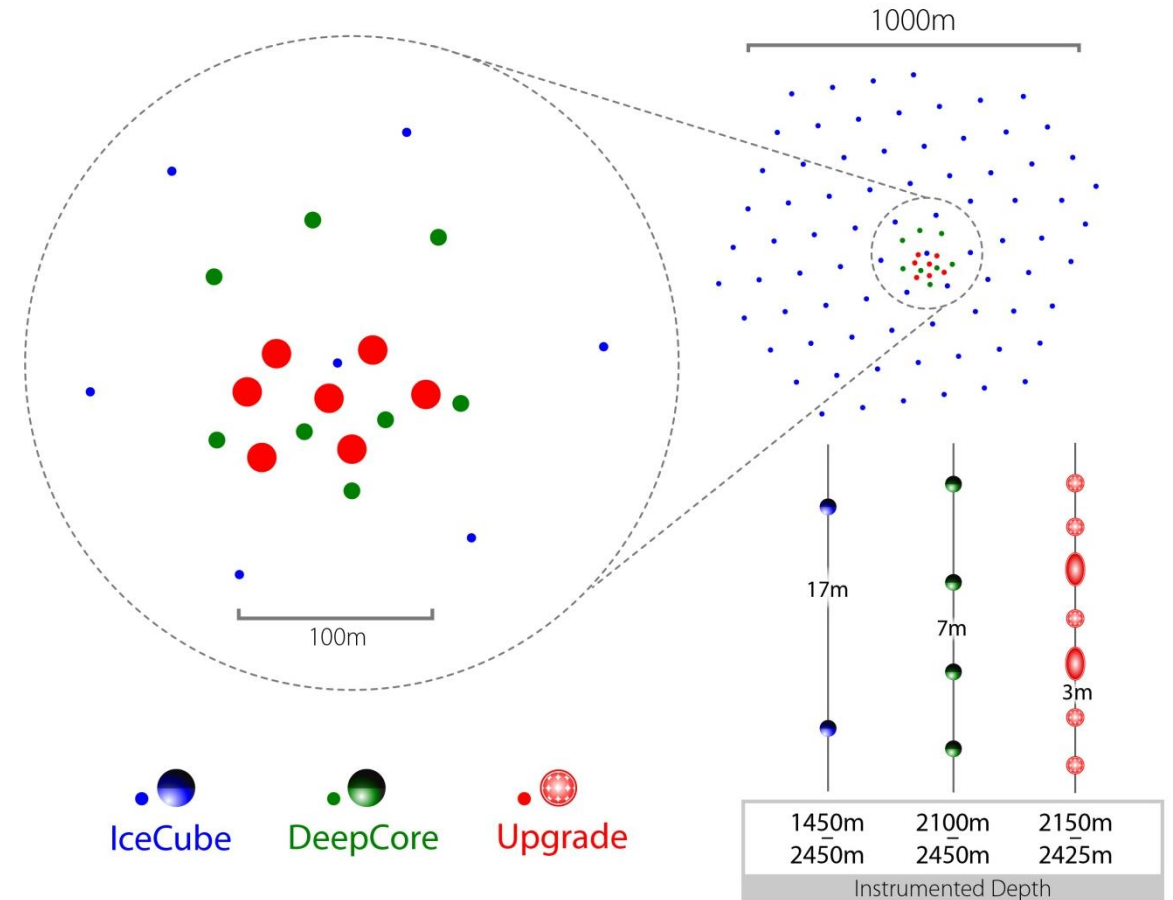 1000m
100m
17m
7m
3m
IceCube
DeepCore
Upgrade
1450m
–
2450m
2100m
–
2450m
2150m
–
2425m
Instrumented Depth